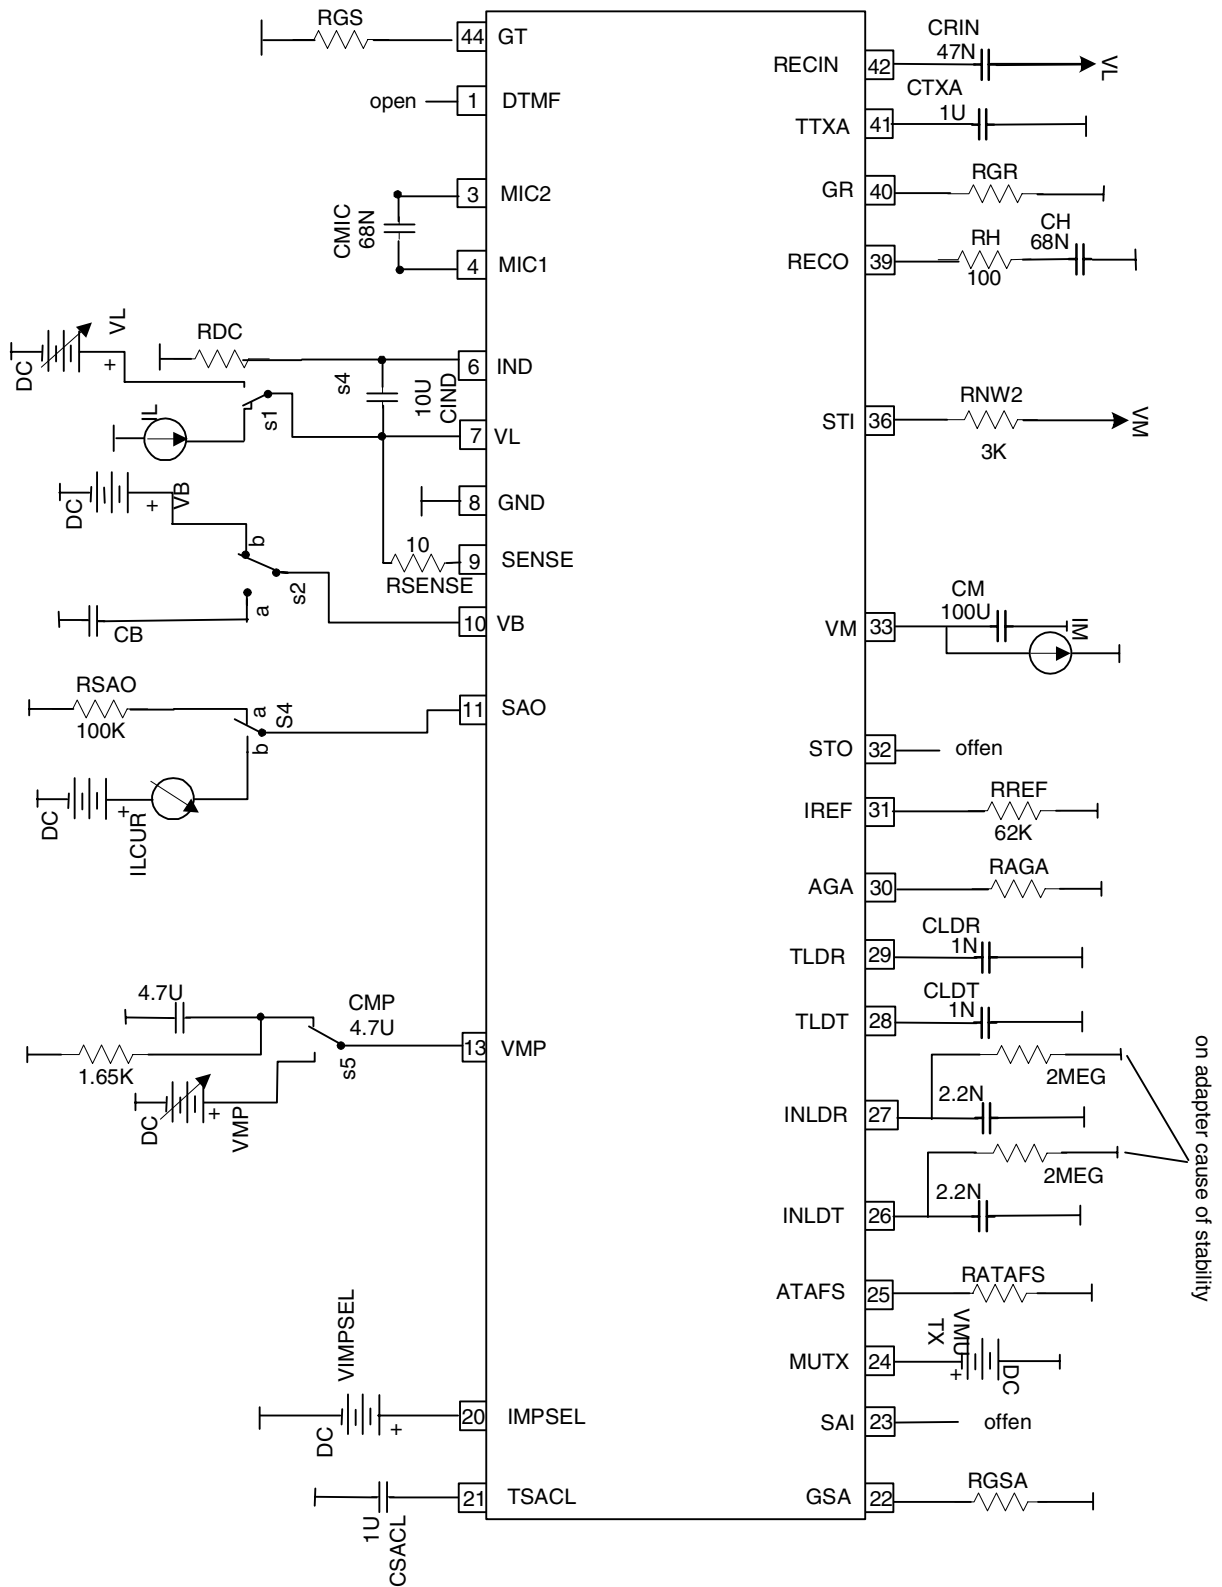 RGS
44 GT
open 1 DTMF
3 MIC2
CMIC
68N
4 MIC1
VL
DC
+
RDC
s4
10U
CIND
6 IND
IL
s1
7 VL
DC
+
VB
8 GND
b
s2
a
10
RSENSE
9 SENSE
CB
10 VB
RSAO
100K
a
S4
b
11 SAO
DC
+
ILCUR
4.7U
CMP
4.7U
1.65K
s5
13 VMP
DC
+
VMP
VIMPSEL
DC
+
20 IMPSEL
1U
CSACL
21 TSACL
RECIN 42
CRIN
47N
VL
TTXA 41
CTXA
1U
GR 40
RGR
RECO 39
RH
100
CH
68N
STI 36
RNW2
3K
VM
VM 33
CM
100U
IM
STO 32 offen
IREF 31
RREF
62K
AGA 30
RAGA
TLDR 29
CLDR
1N
TLDT 28
CLDT
1N
2MEG
INLDR 27
2.2N
2MEG
INLDT 26
2.2N
on adapter cause of stability
ATAFS 25
RATAFS
MUTX 24
VMU
TX
+
DC
SAI 23 offen
GSA 22
RGSA